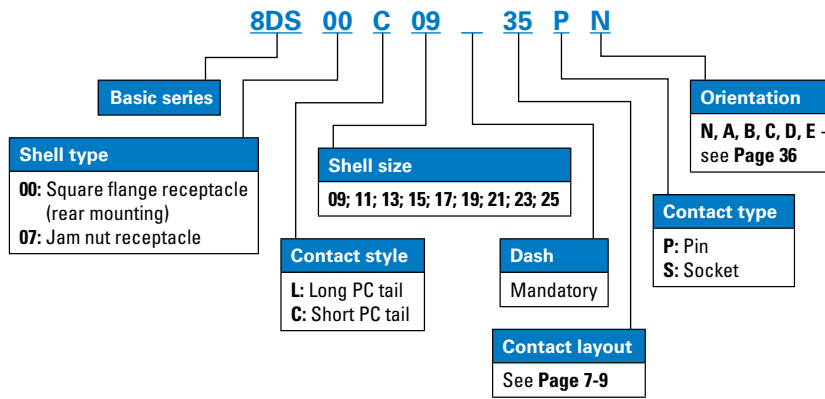 8DS 00 C 09 _ 35 P N
Basic series
Orientation
N, A, B, C, D, E -
see Page 36
Shell type
00: Square flange receptacle
(rear mounting)
07: Jam nut receptacle
Shell size
09; 11; 13; 15; 17; 19; 21; 23; 25
Contact type
P: Pin
S: Socket
Contact style
L: Long PC tail
C: Short PC tail
Dash
Mandatory
Contact layout
See Page 7-9